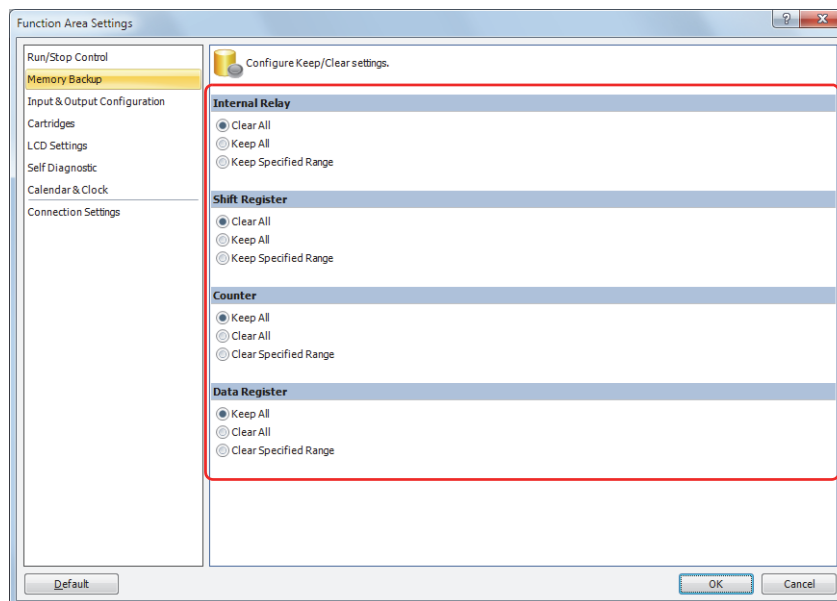 Function Area Settings
?
X
Run/Stop Control
Memory Backup
Input & Output Configuration
Cartridges
LCD Settings
Self Diagnostic
Calendar & Clock
Connection Settings
Configure Keep/Clear settings.
Internal Relay
Clear All
Keep All
Keep Specified Range
Shift Register
Clear All
Keep All
Keep Specified Range
Counter
Keep All
Clear All
Clear Specified Range
Data Register
Keep All
Clear All
Clear Specified Range
Default
OK
Cancel